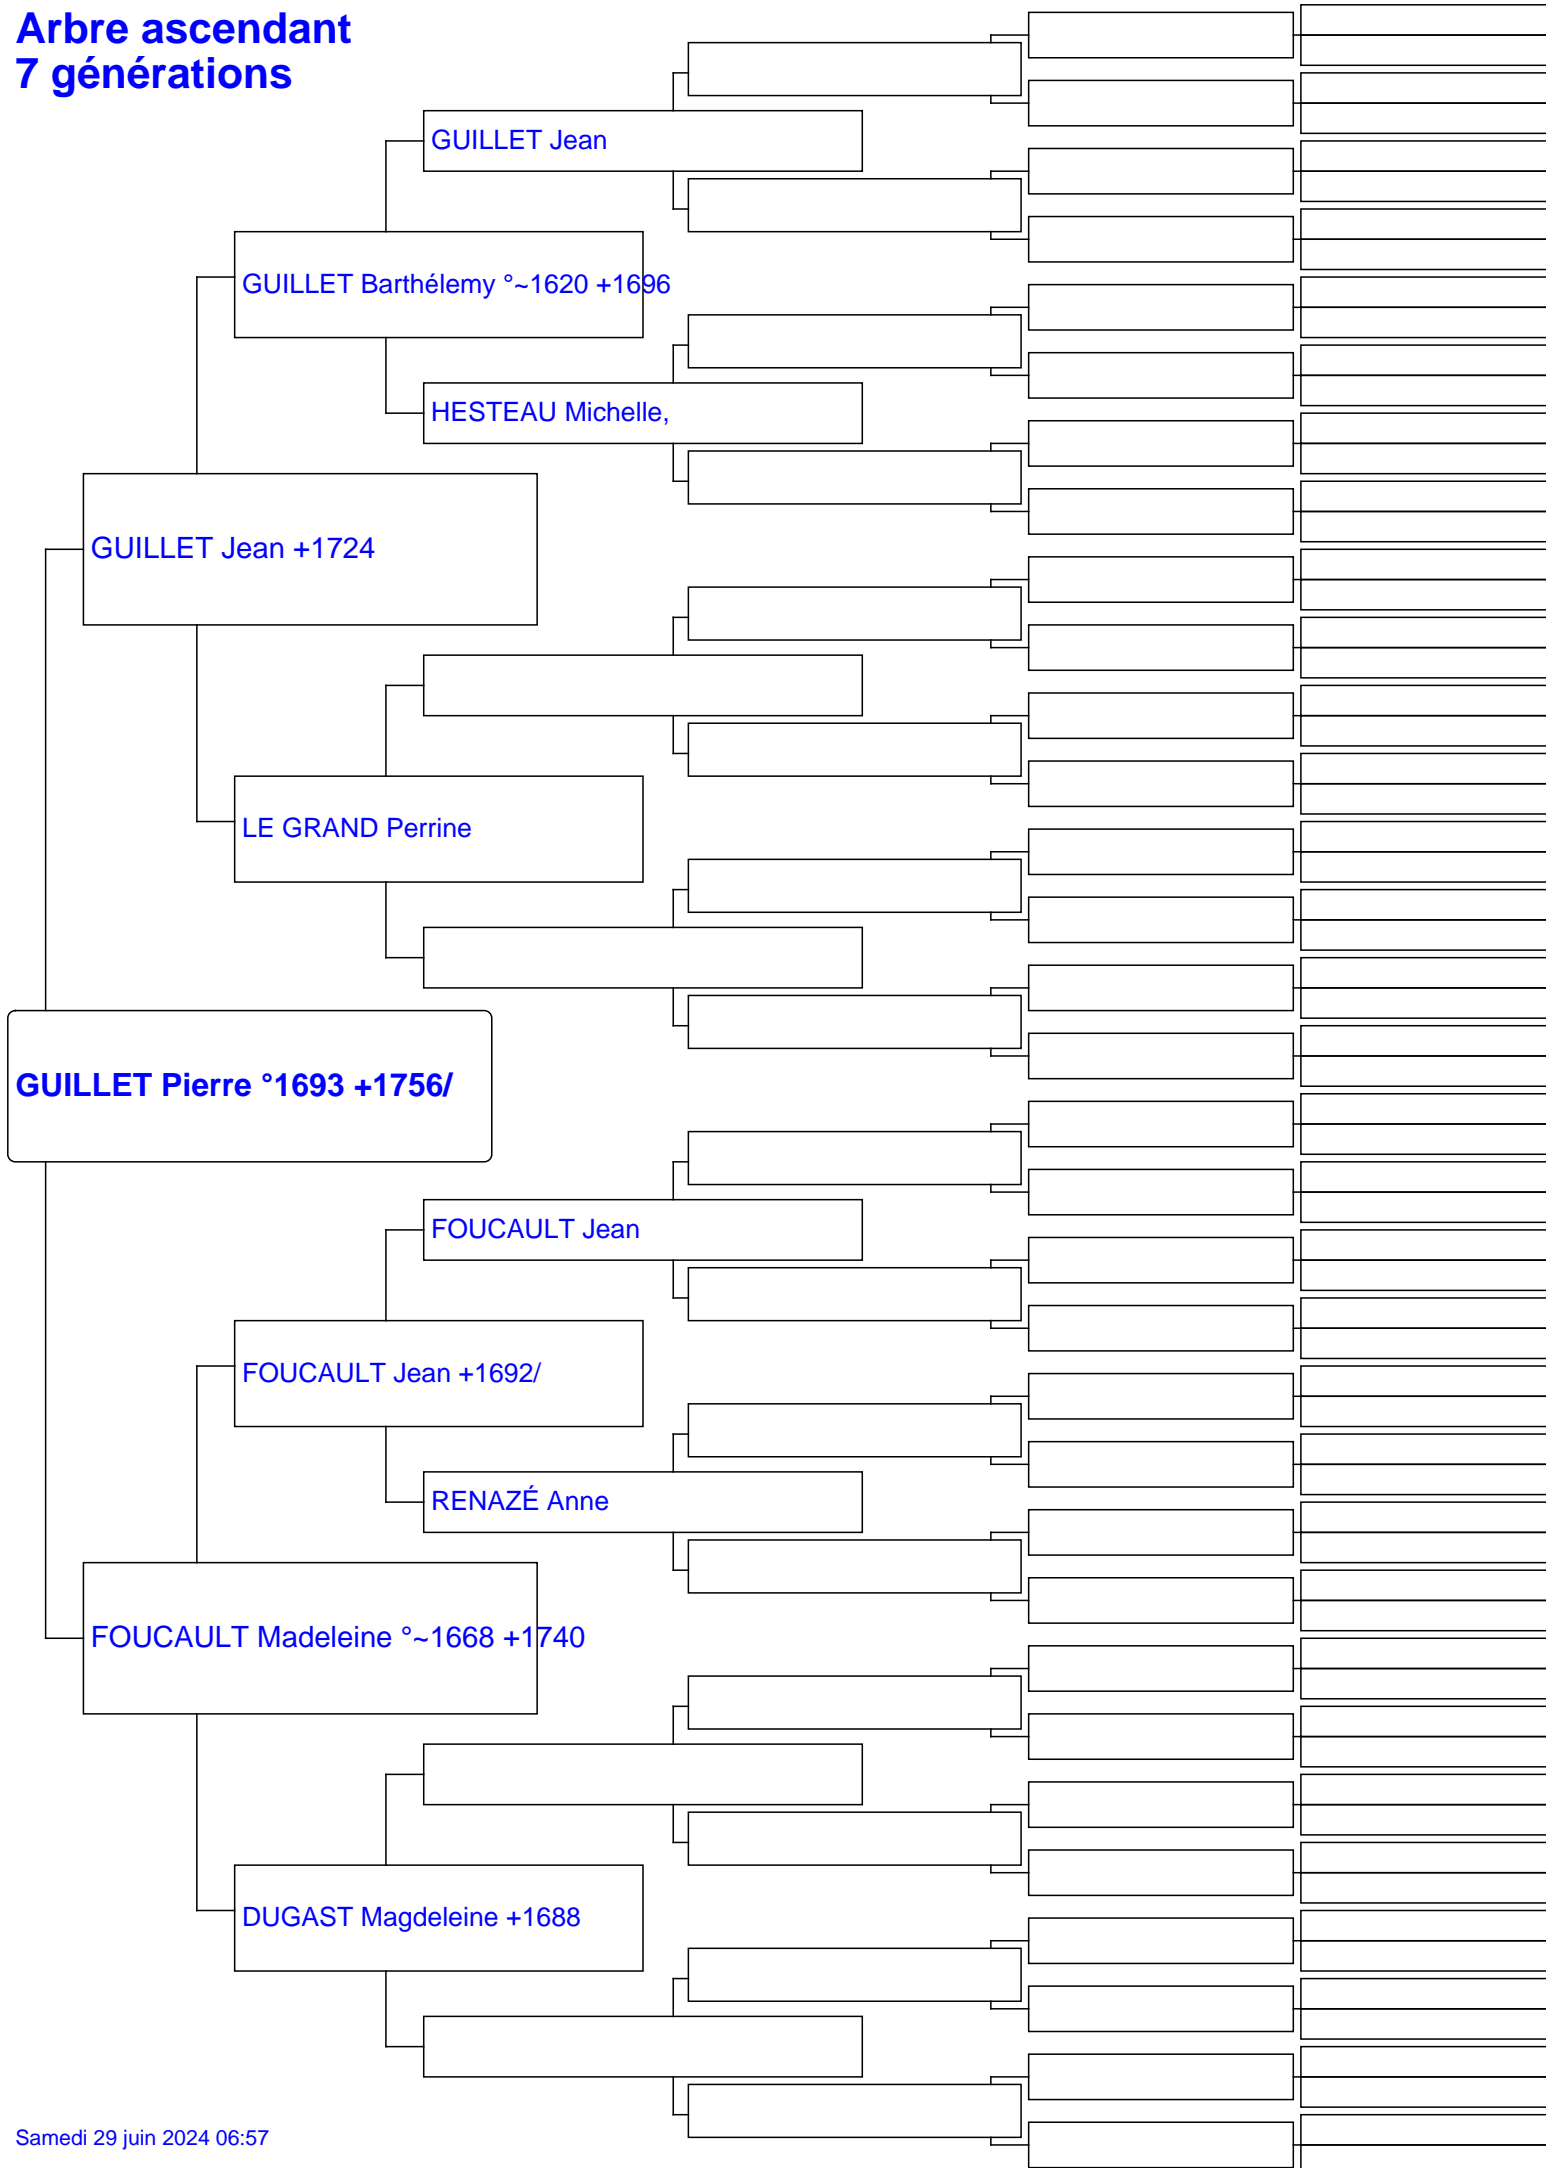 Arbre ascendant
7 générations
GUILLET Jean
GUILLET Barthélemy °~1620 +1696
HESTEAU Michelle,
GUILLET Jean +1724
LE GRAND Perrine
GUILLET Pierre °1693 +1756/
FOUCAULT Jean
FOUCAULT Jean +1692/
RENAZÉ Anne
FOUCAULT Madeleine °~1668 +1740
DUGAST Magdeleine +1688
Samedi 29 juin 2024 06:57